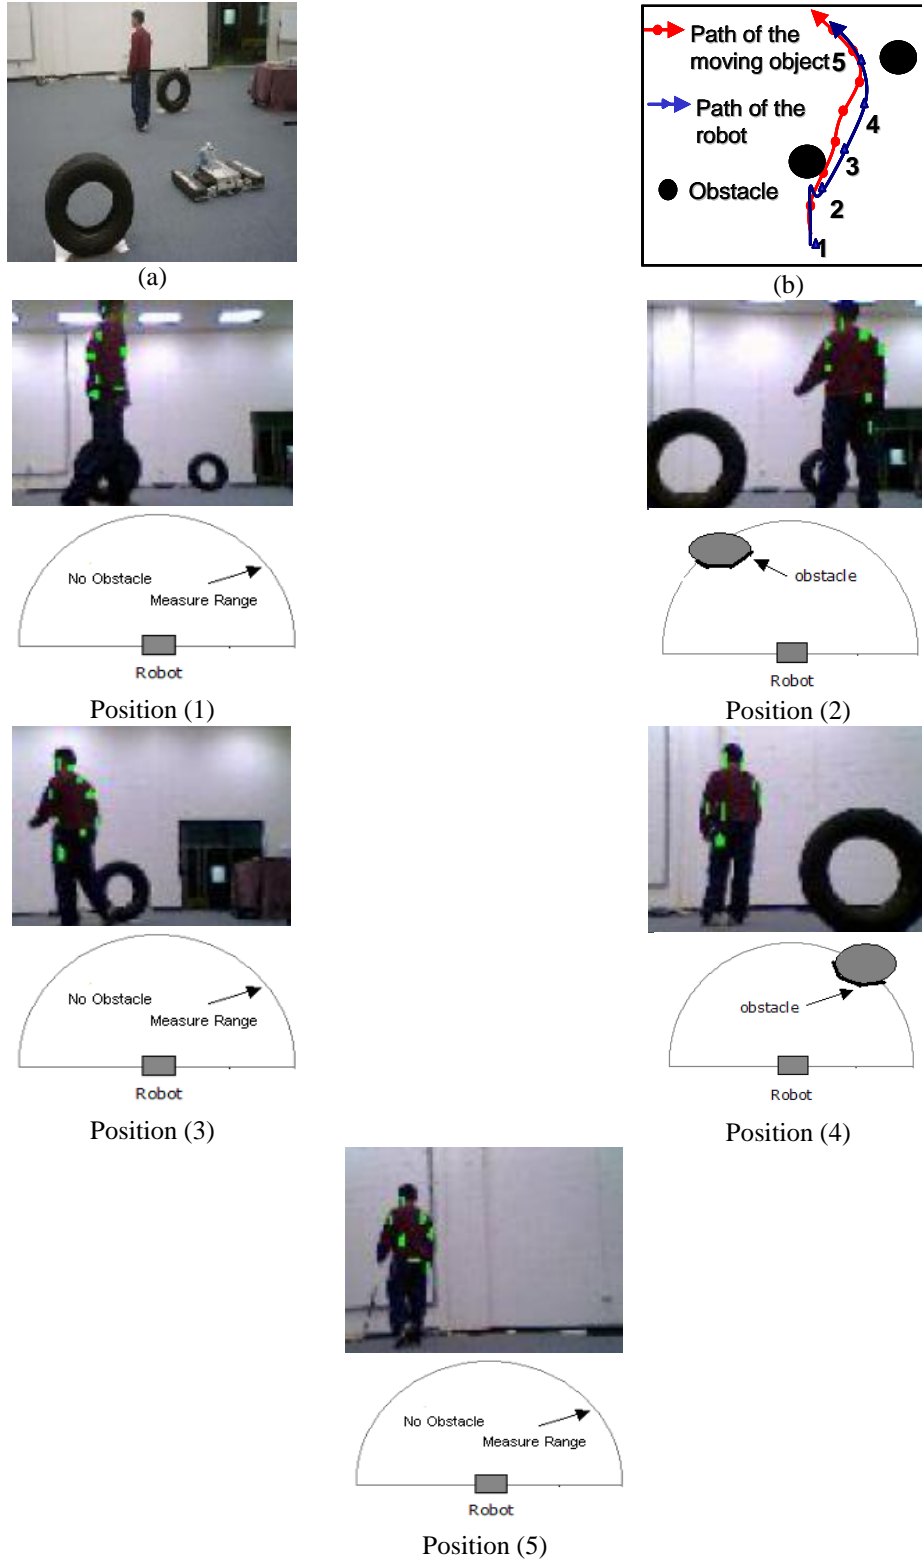 Path of the
moving object
Path of the
robot
Obstacle
5
4
3
2
1
(a)
(b)
No Obstacle
Measure Range
Robot
Position (1)
obstacle
Robot
Position (2)
No Obstacle
Measure Range
Robot
Position (3)
obstacle
Robot
Position (4)
No Obstacle
Measure Range
Robot
Position (5)